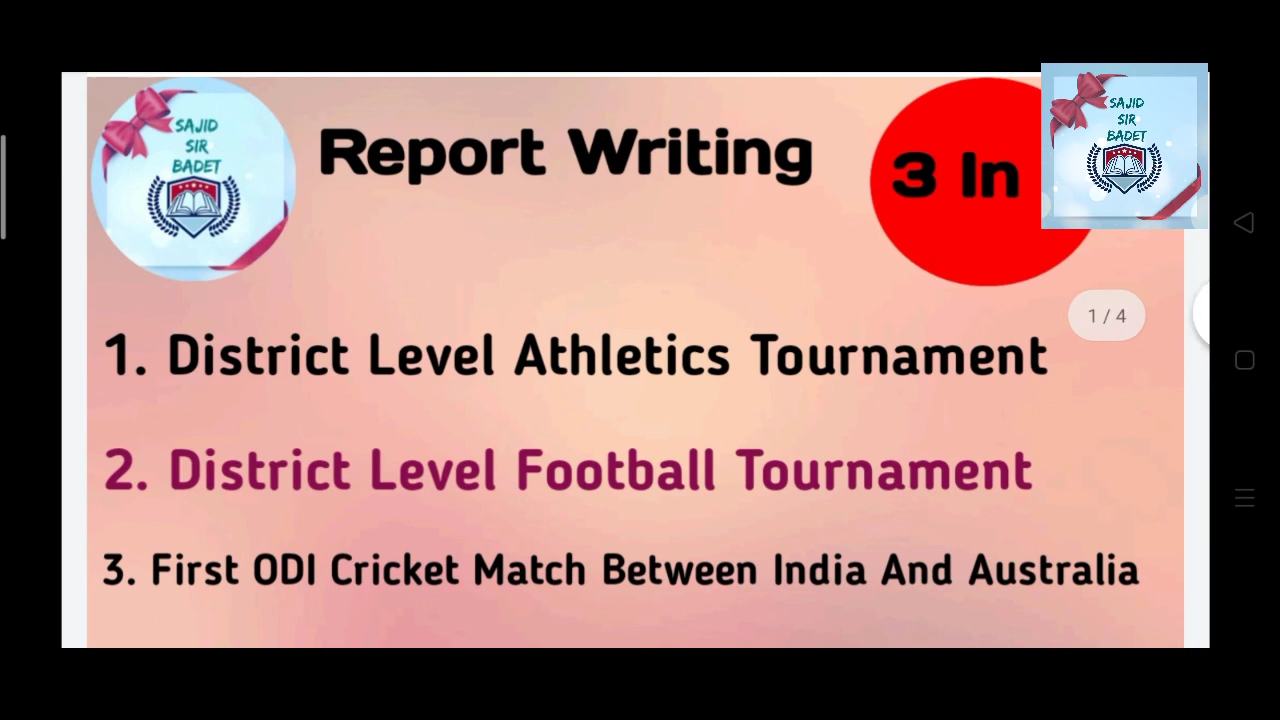 SAJID
SIR
BADET
Report Writing
3 In
SAJID
SIR
BADET
1 / 4
1. District Level Athletics Tournament
2. District Level Football Tournament
3. First ODI Cricket Match Between India And Australia